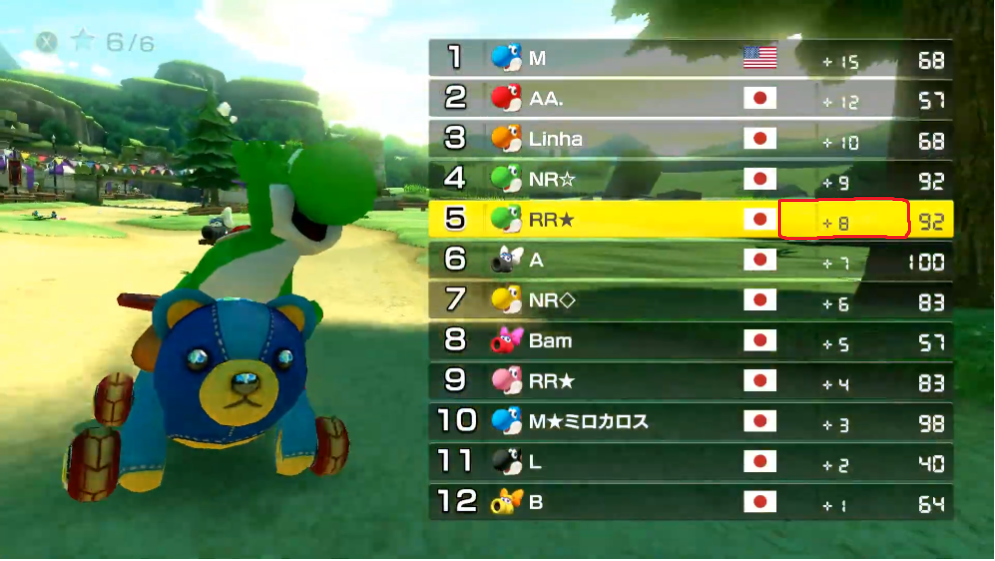 X ☆ 6/6
1 M + 15 68
2 AA. + 12 57
3 Linha + 10 68
4 NR☆ + 9 92
5 RR★ + 8 92
6 A + 7 100
7 NR◇ + 6 83
8 Bam + 5 57
9 RR★ + 4 83
10 M★ミロカロス + 3 98
11 L + 2 40
12 B + 1 64